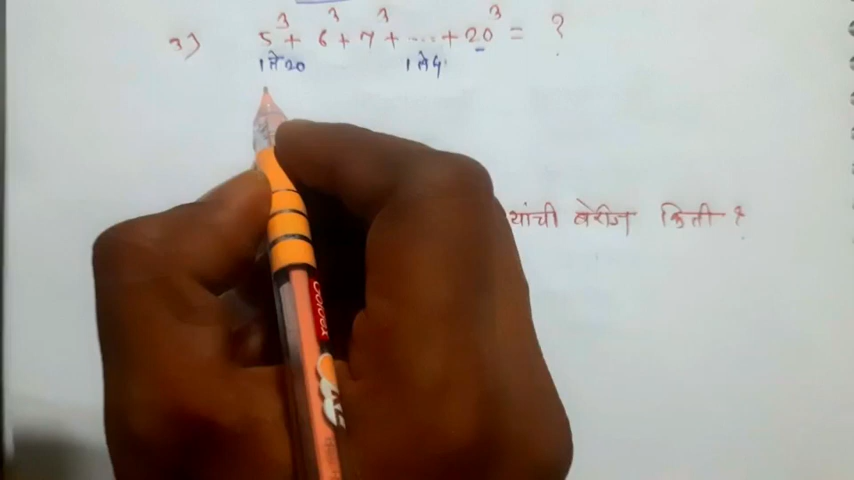 3) 5³ + 6³ + 7³ + ... + 20³ = ?
1 ते 20 1 ते 4
यांची बेरीज किती ?